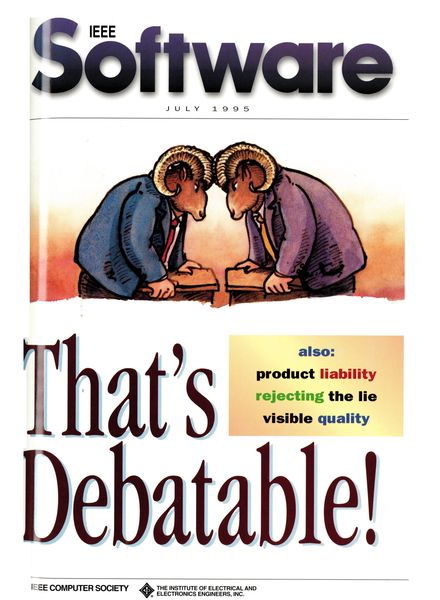 IEEE
Software
JULY 1995
That's
Debatable!
also:
product liability
rejecting the lie
visible quality
IEEE COMPUTER SOCIETY
THE INSTITUTE OF ELECTRICAL AND
ELECTRONICS ENGINEERS, INC.